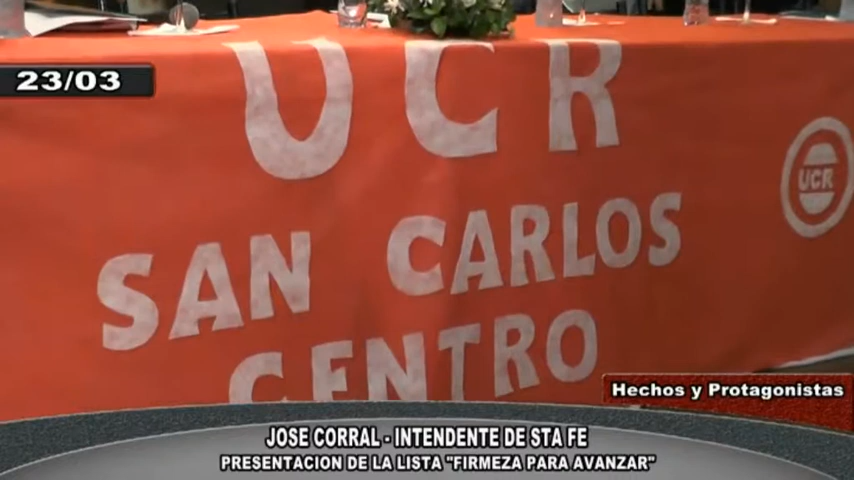 23/03
UCR
SAN CARLOS
CENTRO
UCR
Hechos y Protagonistas
JOSE CORRAL - INTENDENTE DE STA FE
PRESENTACION DE LA LISTA "FIRMEZA PARA AVANZAR"